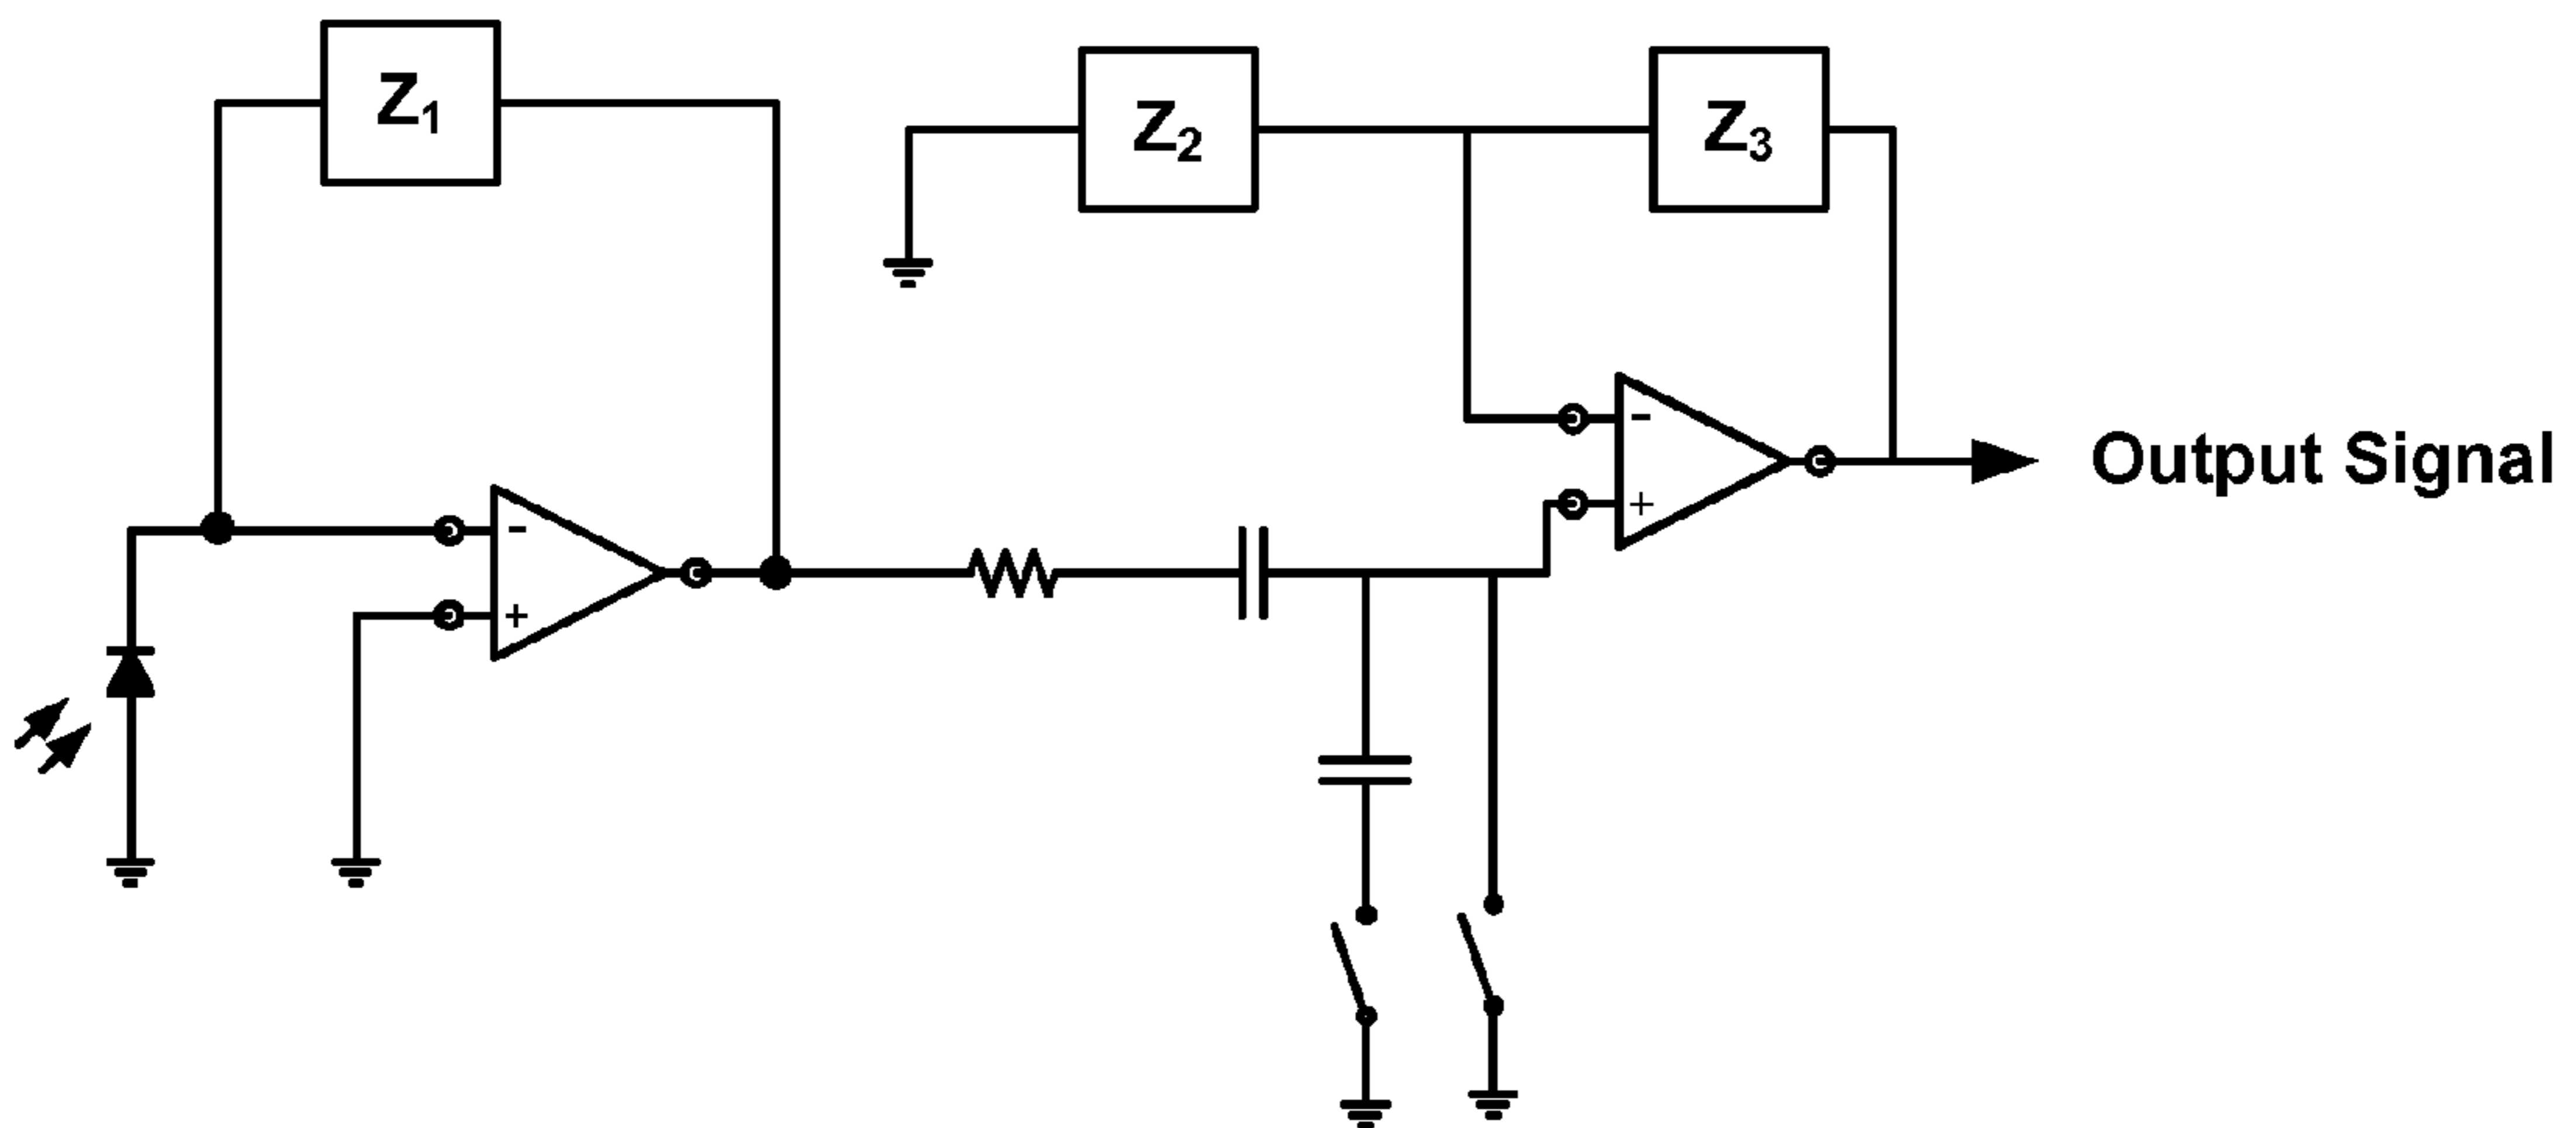 Z₁
Z₂
Z₃
-
+
-
+
Output Signal